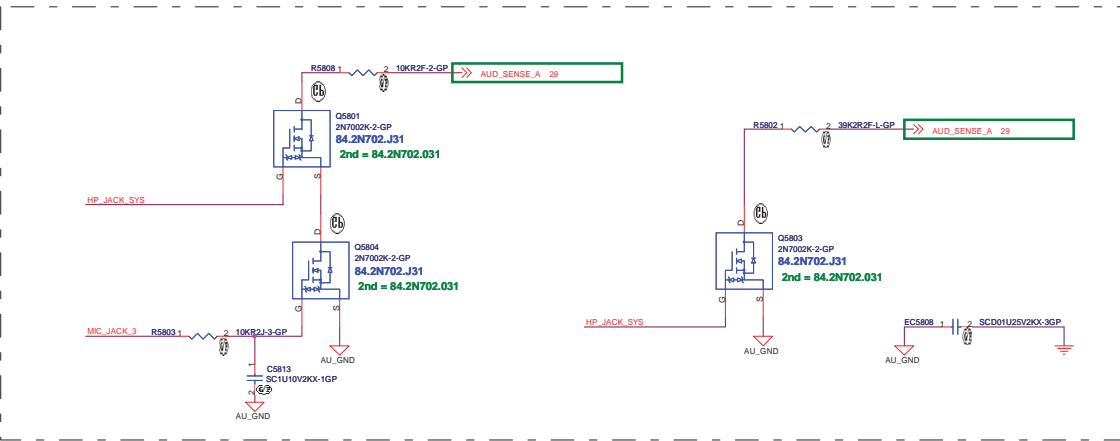 R5808 1 2 10KR2F-2-GP AUD_SENSE_A 29
D
Q5801
2N7002K-2-GP
84.2N702.J31
2nd = 84.2N702.031
G S
HP_JACK_SYS
D
Q5804
2N7002K-2-GP
84.2N702.J31
2nd = 84.2N702.031
G S
MIC_JACK_3 R5803 1 2 10KR2J-3-GP
AU_GND
1
C5813
SC1U10V2KX-1GP
2
AU_GND
R5802 1 2 39K2R2F-L-GP AUD_SENSE_A 29
D
Q5803
2N7002K-2-GP
84.2N702.J31
2nd = 84.2N702.031
G S
HP_JACK_SYS
AU_GND
EC5808 1 2 SCD01U25V2KX-3GP
AU_GND